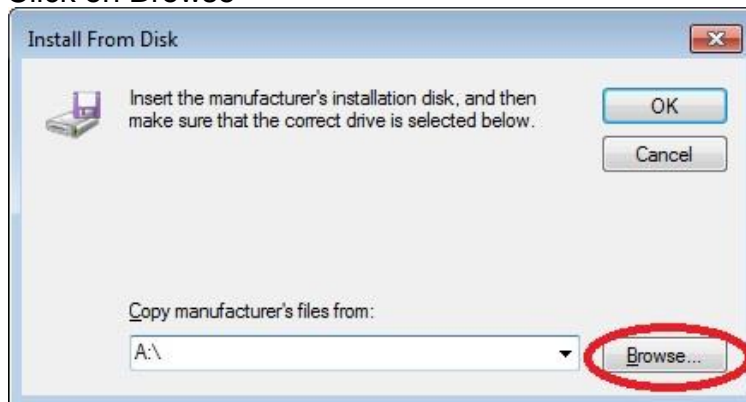 Click on Browse
Install From Disk
Insert the manufacturer's installation disk, and then
make sure that the correct drive is selected below.
OK
Cancel
Copy manufacturer's files from:
A:\
Browse...